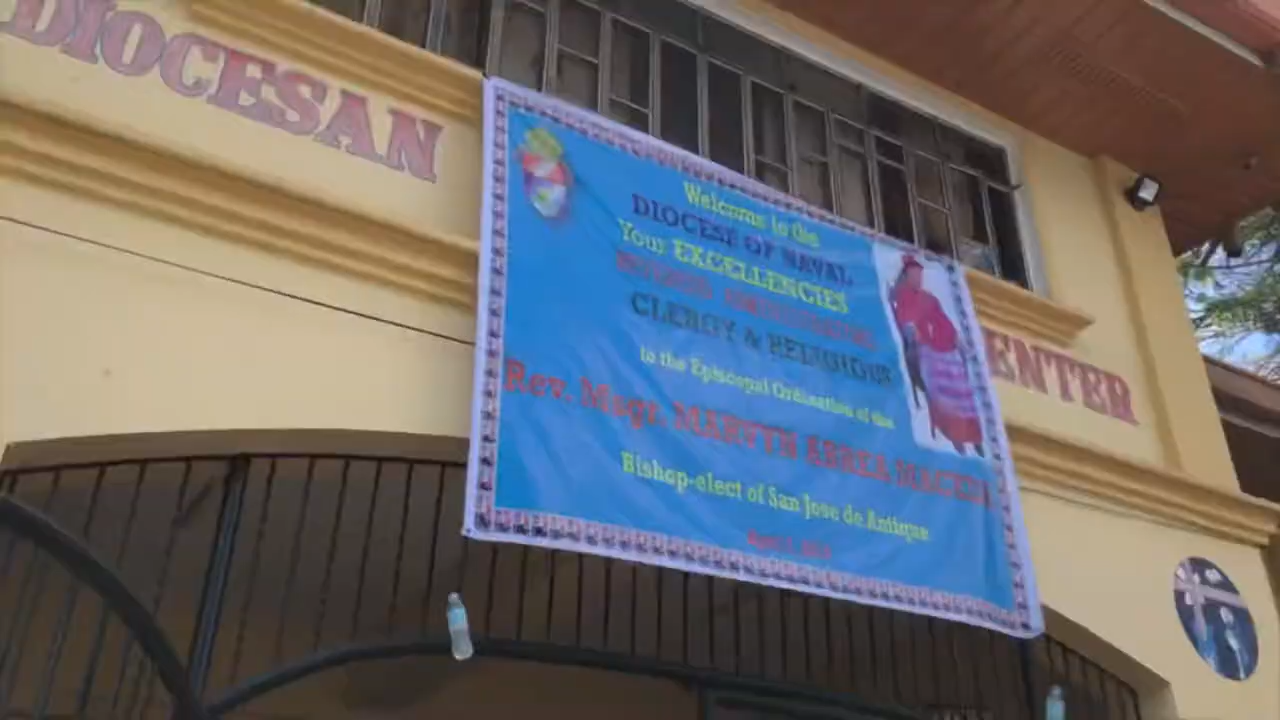 DIOCESAN
ENTER
Welcome to the
DIOCESE OF NAVAL
Your EXCELLENCIES
CLERGY & RELIGIOUS
to the Episcopal Ordination of the
Rev. Msgr. MARVYN ABREA MACEDA
Bishop-elect of San Jose de Antique